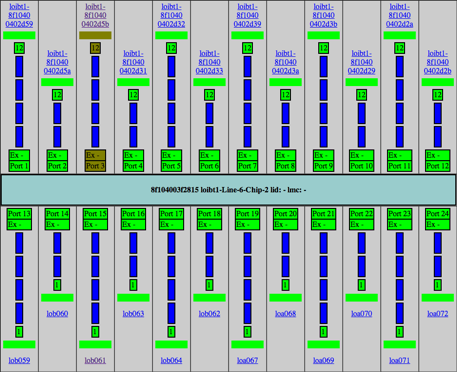 loibt1-
8f1040
0402d59
12
Ex -
Port 1
loibt1-
8f1040
0402d5a
12
Ex -
Port 2
loibt1-
8f1040
0402d5b
12
Ex -
Port 3
loibt1-
8f1040
0402d31
12
Ex -
Port 4
loibt1-
8f1040
0402d32
12
Ex -
Port 5
loibt1-
8f1040
0402d33
12
Ex -
Port 6
loibt1-
8f1040
0402d39
12
Ex -
Port 7
loibt1-
8f1040
0402d3a
12
Ex -
Port 8
loibt1-
8f1040
0402d3b
12
Ex -
Port 9
loibt1-
8f1040
0402d29
12
Ex -
Port 10
loibt1-
8f1040
0402d2a
12
Ex -
Port 11
loibt1-
8f1040
0402d2b
12
Ex -
Port 12
8f104003f2815 loibt1-Line-6-Chip-2 lid: - lmc: -
Port 13
Ex -
1
lob059
Port 14
Ex -
1
lob060
Port 15
Ex -
1
lob061
Port 16
Ex -
1
lob063
Port 17
Ex -
1
lob064
Port 18
Ex -
1
lob062
Port 19
Ex -
1
loa067
Port 20
Ex -
1
loa068
Port 21
Ex -
1
loa069
Port 22
Ex -
1
loa070
Port 23
Ex -
1
loa071
Port 24
Ex -
1
loa072